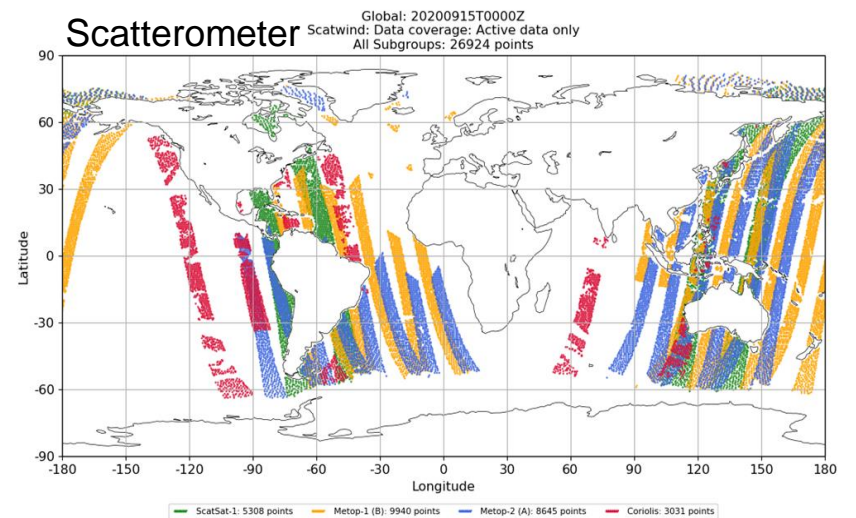 Scatterometer
Global: 20200915T0000Z
Scatwind: Data coverage: Active data only
All Subgroups: 26924 points
90
60
30
0
-30
-60
-90
Latitude
-180 -150 -120 -90 -60 -30 0 30 60 90 120 150 180
Longitude
ScatSat-1: 5308 points Metop-1 (B): 9940 points Metop-2 (A): 8645 points Coriolis: 3031 points